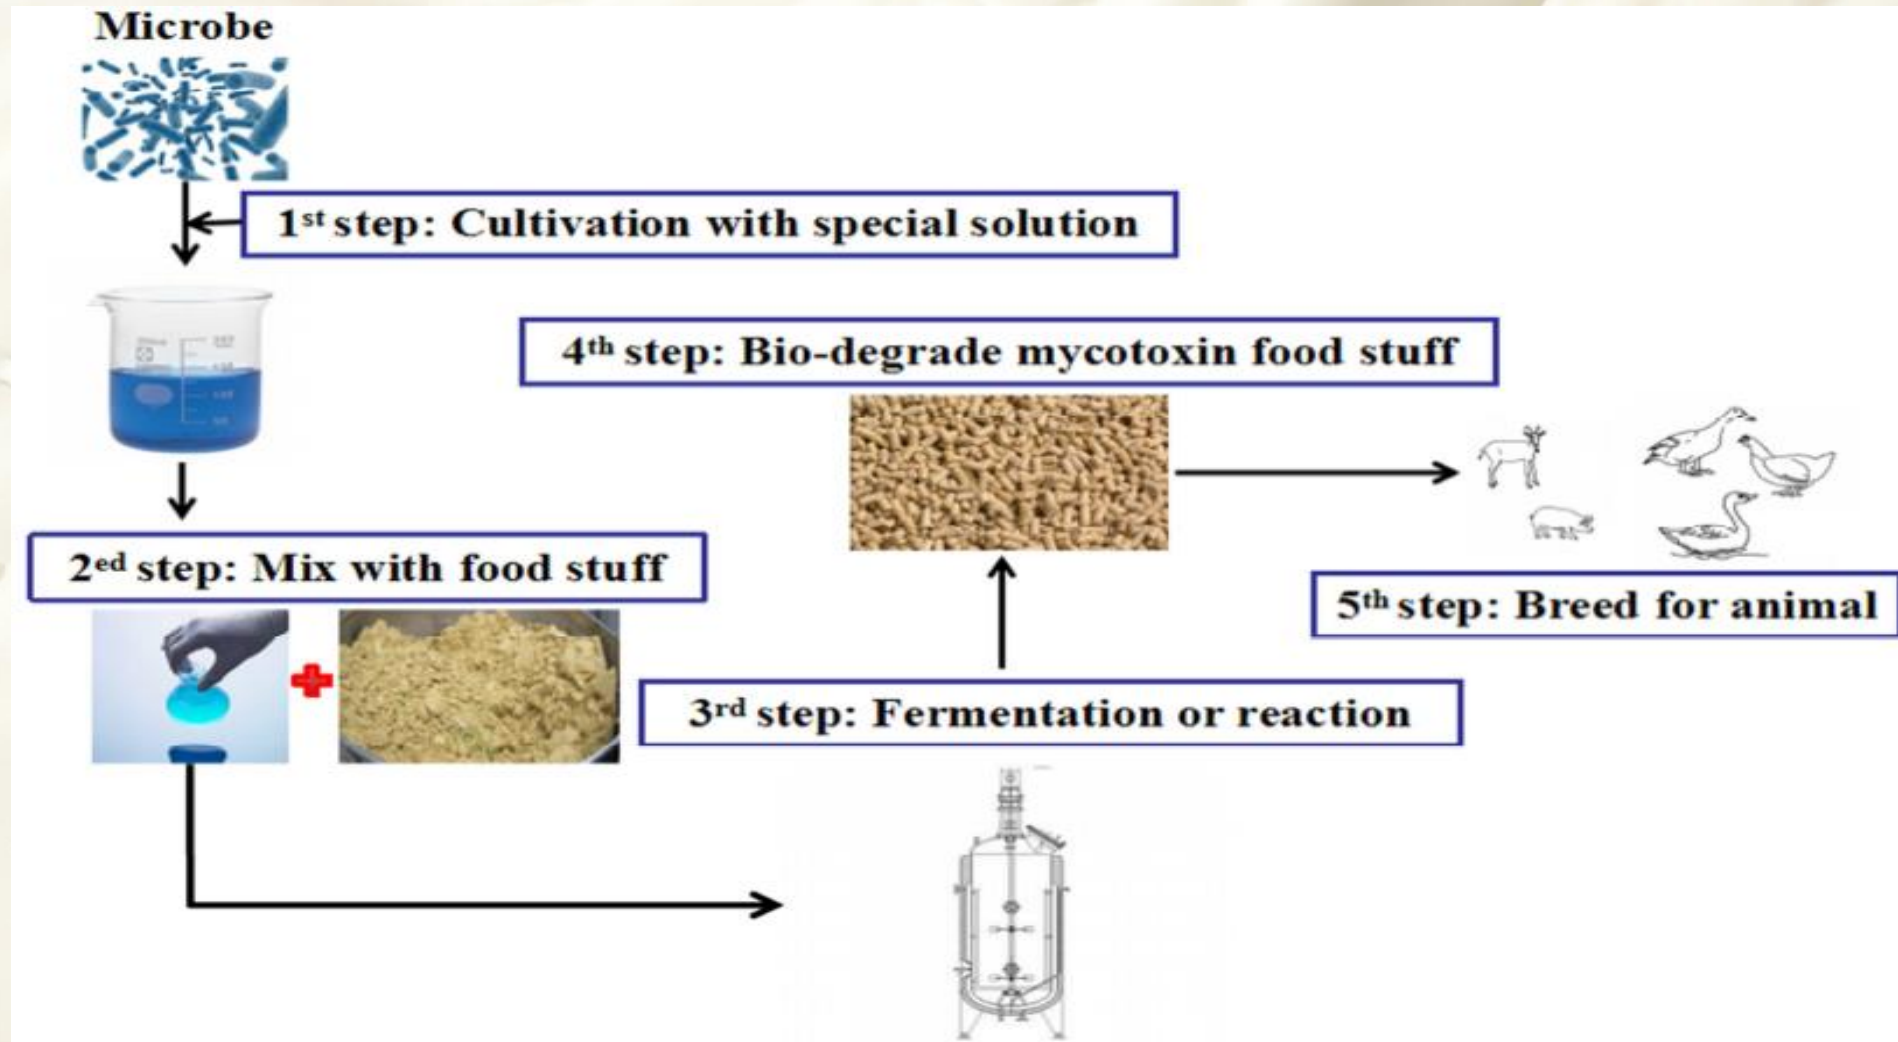 Microbe
1st step: Cultivation with special solution
4th step: Bio-degrade mycotoxin food stuff
2ed step: Mix with food stuff
5th step: Breed for animal
3rd step: Fermentation or reaction